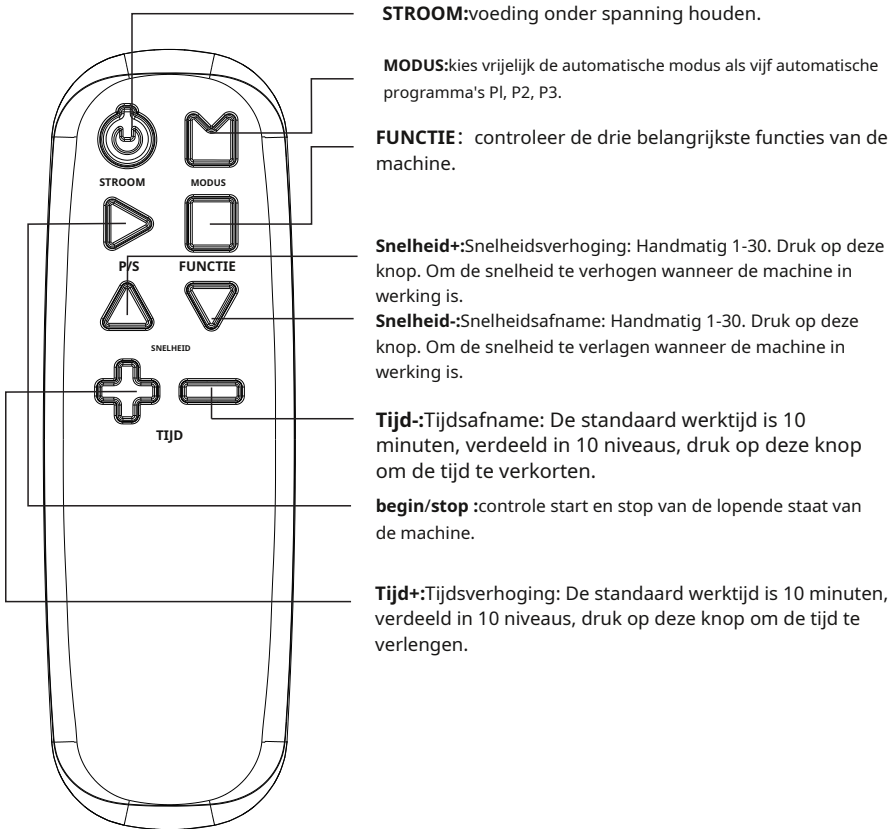 STROOM:voeding onder spanning houden.
MODUS:kies vrijelijk de automatische modus als vijf automatische
programma's Pl, P2, P3.
FUNCTIE：controleer de drie belangrijkste functies van de
machine.
STROOM MODUS
P/S FUNCTIE
Snelheid+:Snelheidsverhoging: Handmatig 1-30. Druk op deze
knop. Om de snelheid te verhogen wanneer de machine in
werking is.
Snelheid-:Snelheidsafname: Handmatig 1-30. Druk op deze
knop. Om de snelheid te verlagen wanneer de machine in
werking is.
SNELHEID
TIJD
Tijd-:Tijdsafname: De standaard werktijd is 10
minuten, verdeeld in 10 niveaus, druk op deze knop
om de tijd te verkorten.
begin/stop :controle start en stop van de lopende staat van
de machine.
Tijd+:Tijdsverhoging: De standaard werktijd is 10 minuten,
verdeeld in 10 niveaus, druk op deze knop om de tijd te
verlengen.